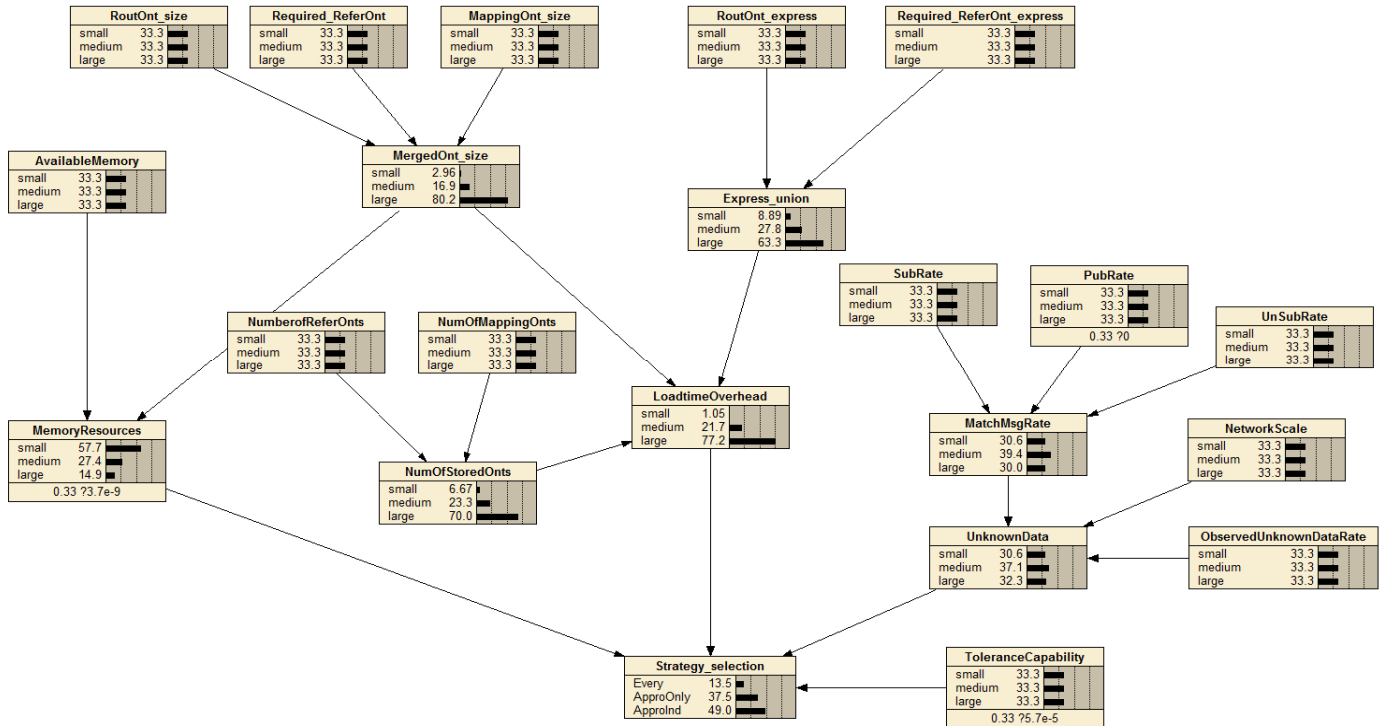 RoutOnt_size
small 33.3
medium 33.3
large 33.3
Required_ReferOnt
small 33.3
medium 33.3
large 33.3
MappingOnt_size
small 33.3
medium 33.3
large 33.3
RoutOnt_express
small 33.3
medium 33.3
large 33.3
Required_ReferOnt_express
small 33.3
medium 33.3
large 33.3
AvailableMemory
small 33.3
medium 33.3
large 33.3
MergedOnt_size
small 2.96
medium 16.9
large 80.2
Express_union
small 8.89
medium 27.8
large 63.3
SubRate
small 33.3
medium 33.3
large 33.3
PubRate
small 33.3
medium 33.3
large 33.3
0.33 ?0
UnSubRate
small 33.3
medium 33.3
large 33.3
NumberofReferOnts
small 33.3
medium 33.3
large 33.3
NumOfMappingOnts
small 33.3
medium 33.3
large 33.3
LoadtimeOverhead
small 1.05
medium 21.7
large 77.2
MemoryResources
small 57.7
medium 27.4
large 14.9
0.33 ?3.7e-9
NumOfStoredOnts
small 6.67
medium 23.3
large 70.0
MatchMsgRate
small 30.6
medium 39.4
large 30.0
NetworkScale
small 33.3
medium 33.3
large 33.3
UnknownData
small 30.6
medium 37.1
large 32.3
ObservedUnknownDataRate
small 33.3
medium 33.3
large 33.3
Strategy_selection
Every 13.5
ApproOnly 37.5
ApproInd 49.0
ToleranceCapability
small 33.3
medium 33.3
large 33.3
0.33 ?5.7e-5